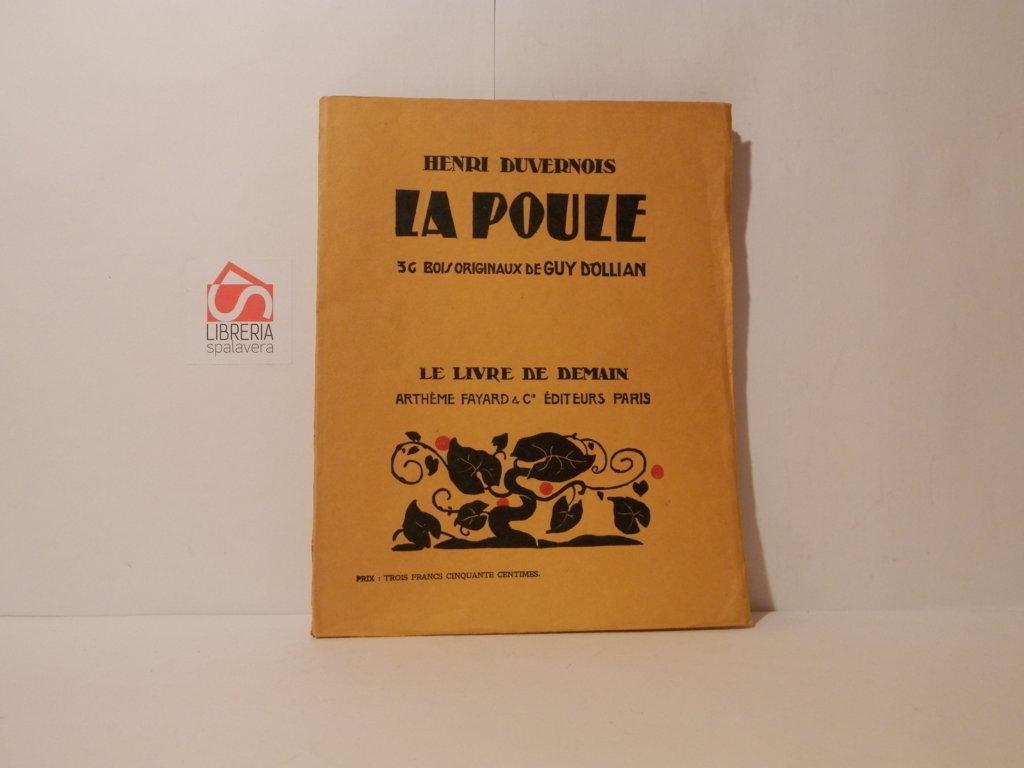 HENRI DUVERNOIS
LA POULE
36 BOIS ORIGINAUX DE GUY DOLLIAN
LE LIVRE DE DEMAIN
ARTHÈME FAYARD & Cie ÉDITEURS PARIS
PRIX : TROIS FRANCS CINQUANTE CENTIMES.
LIBRERIA
spalavera